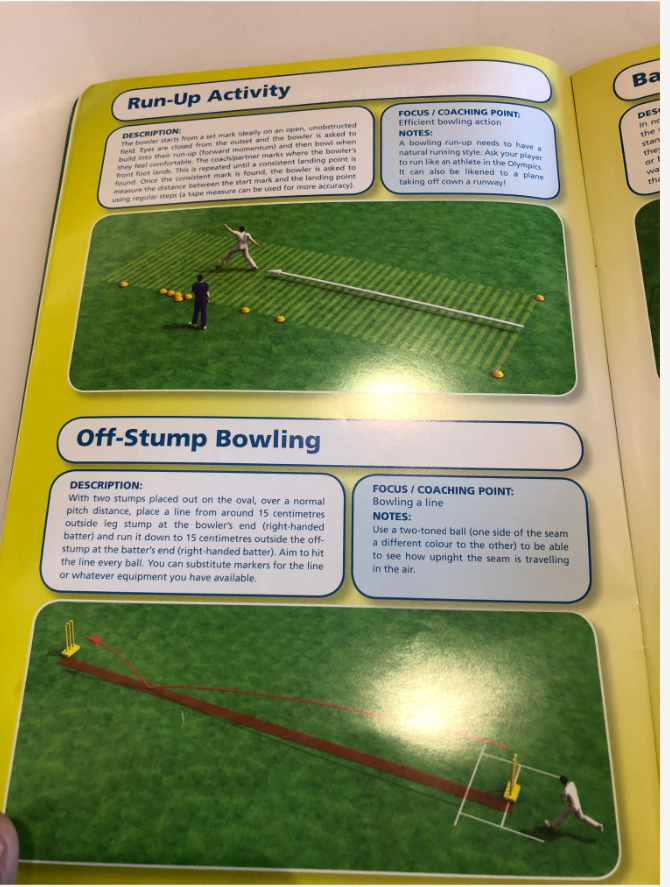 Run-Up Activity
DESCRIPTION:
The bowler starts from a set mark ideally on an open, unobstructed
field. Eyes are closed from the outset and the bowler is asked to
build into their run-up (forward momentum) and then bowl when
they feel comfortable. The coach/partner marks where the bowler's
front foot lands. This is repeated until a consistent landing point is
found. Once the consistent mark is found, the bowler is asked to
measure the distance between the start mark and the landing point
using regular steps (a tape measure can be used for more accuracy).
FOCUS / COACHING POINT:
Efficient bowling action
NOTES:
A bowling run-up needs to have a
natural running style. Ask your player
to run like an athlete in the Olympics.
It can also be likened to a plane
taking off down a runway!
Off-Stump Bowling
DESCRIPTION:
With two stumps placed out on the oval, over a normal
pitch distance, place a line from around 15 centimetres
outside leg stump at the bowler's end (right-handed
batter) and run it down to 15 centimetres outside the off-
stump at the batter's end (right-handed batter). Aim to hit
the line every ball. You can substitute markers for the line
or whatever equipment you have available.
FOCUS / COACHING POINT:
Bowling a line
NOTES:
Use a two-toned ball (one side of the seam
a different colour to the other) to be able
to see how upright the seam is travelling
in the air.
Ba
DES
In no
the